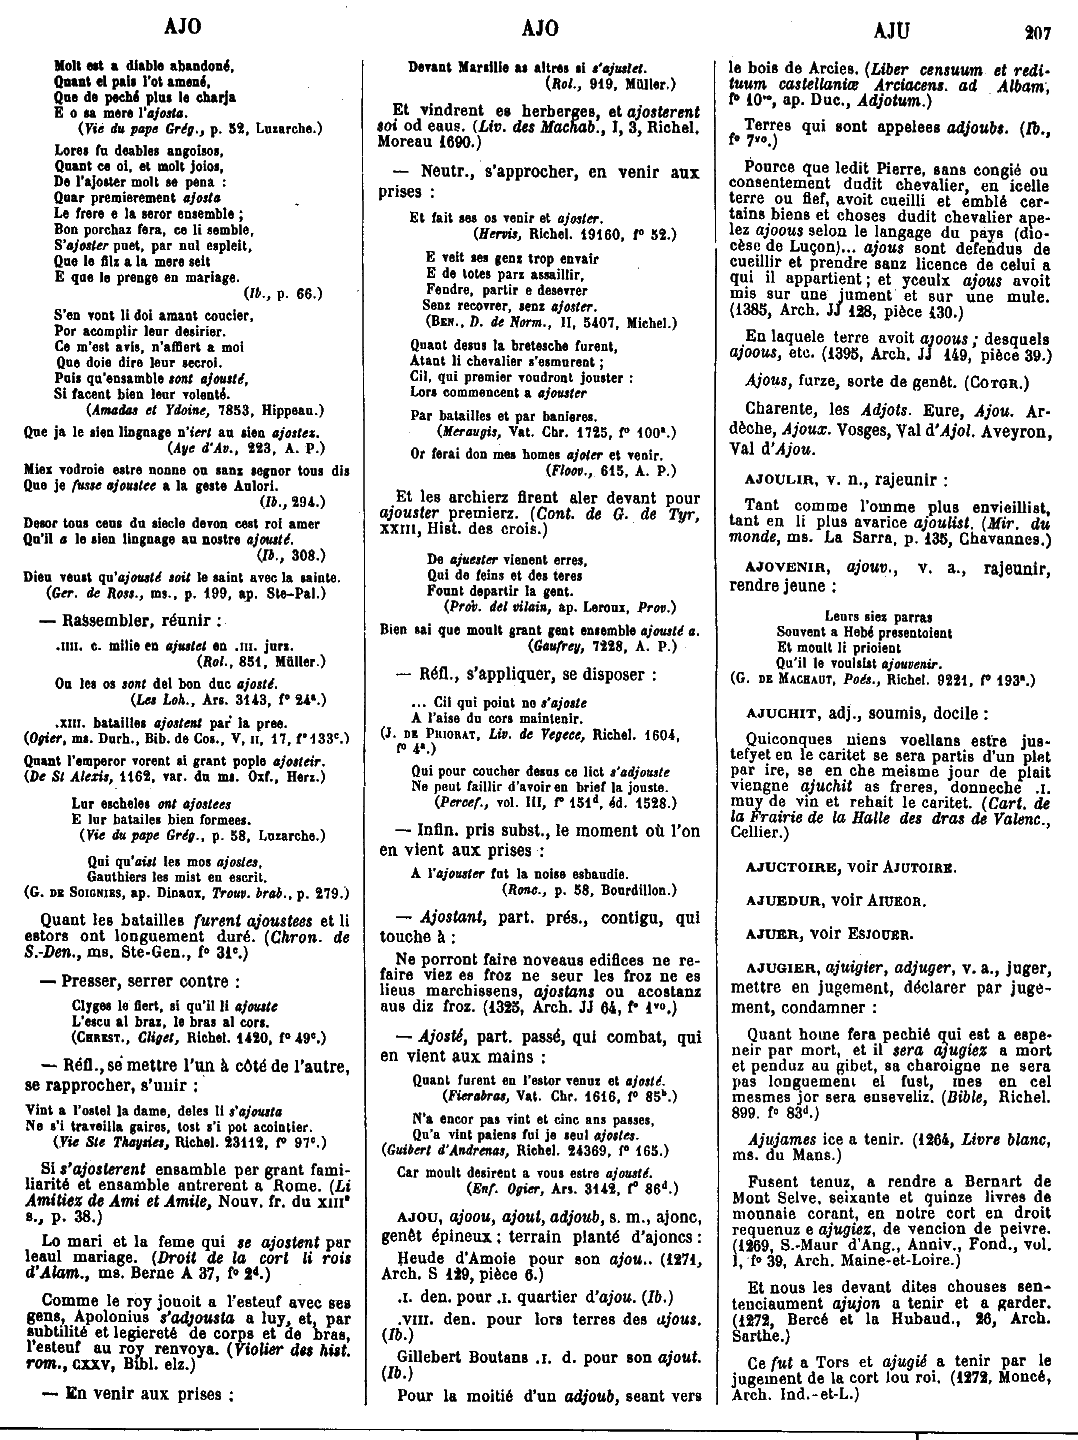 AJO
AJO
AJU
207
Molt est a diable abandoné,
Quant el païs l'ot amené,
Que de peché plus le charja
E o sa mere l'ajosta.
(Vie du pape Grég., p. 52, Luzarche.)
Lores fu deables angoisos,
Quant ce oi, et molt joios,
De l'ajoster molt se pena :
Quar premierement ajosta
Le frere e la seror ensemble ;
Bon porchaz fera, ce li semble,
S'ajoster puet, par nul espleit,
Que le filz a la mere seit
E que le prenge en mariage.
(Ib., p. 66.)
S'en vont li doi amant coucier,
Por acomplir leur desirier.
Ce m'est avis, n'affiert a moi
Que doie dire leur secroi.
Puis qu'ensamble sont ajousté,
Si facent bien leur volenté.
(Amadas et Ydoine, 7853, Hippeau.)
Que ja le sien lingnage n'iert au sien ajostez.
(Aye d'Av., 223, A. P.)
Miex vodroie estre nonne ou sanz segnor tous dis
Que je fusse ajoustee a la geste Aulori.
(Ib., 294.)
Desor tous ceus du siecle devon cest roi amer
Qu'il a le sien lingnage au nostre ajousté.
(Ib., 308.)
Dieu veust qu'ajousté soit le saint avec la sainte.
(Ger. de Ross., ms., p. 199, ap. Ste-Pal.)
— Rassembler, réunir :
.IIII. c. milie en ajustet en .III. jurz.
(Rol., 851, Müller.)
Ou les os sont del bon duc ajosté.
(Les Loh., Ars. 3143, fº 24ª.)
.XIII. batailles ajostent par la pree.
(Ogier, ms. Durh., Bib. de Cos., V, II, 17, fº 133ᶜ.)
Quant l'emperor vorent si grant pople ajosteir.
(De St Alexis, 1162, var. du ms. Oxf., Herz.)
Lur escheles ont ajostees
E lur batailes bien formees.
(Vie du pape Grég., p. 58, Luzarche.)
Qui qu'aist les mos ajostes,
Gauthiers les mist en escrit.
(G. DE SOIGNIES, ap. Dinaux, Trouv. brab., p. 279.)
Quant les batailles furent ajoustees et li
estors ont longuement duré. (Chron. de
S.-Den., ms. Ste-Gen., fº 31ᶜ.)
— Presser, serrer contre :
Clyges le fiert, si qu'il li ajouste
L'escu al braz, le bras al cors.
(CHREST., Cliget, Richel. 1420, fº 49ᶜ.)
— Réfl., se mettre l'un à côté de l'autre,
se rapprocher, s'unir :
Vint a l'ostel la dame, deles li s'ajousta
Ne s'i traveilla gaires, tost s'i pot acointier.
(Vie Ste Thaysies, Richel. 23112, fº 97ᶜ.)
Si s'ajosterent ensamble per grant fami-
liarité et ensamble antrerent a Rome. (Li
Amitiez de Ami et Amile, Nouv. fr. du XIIIᵉ
s., p. 38.)
Lo mari et la feme qui se ajostent par
leaul mariage. (Droit de la cort li rois
d'Alam., ms. Berne A 37, fº 2ᵈ.)
Comme le roy jouoit a l'esteuf avec ses
gens, Apolonius s'adjousta a luy, et, par
subtilité et legiereté de corps et de bras,
l'esteuf au roy renvoya. (Violier des hist.
rom., CXXV, Bibl. elz.)
— En venir aux prises :
Devant Marsilie as altres si s'ajustet.
(Rol., 919, Müller.)
Et vindrent es herberges, et ajosterent
soi od eaus. (Liv. des Machab., I, 3, Richel.
Moreau 1690.)
— Neutr., s'approcher, en venir aux
prises :
Et fait ses os venir et ajoster.
(Hervis, Richel. 19160, fº 52.)
E veit ses genz trop envair
E de totes parz assaillir,
Fendre, partir e desevrer
Senz recovrer, senz ajoster.
(BEN., D. de Norm., II, 5407, Michel.)
Quant desus la bretesche furent,
Atant li chevalier s'esmurent ;
Cil, qui premier voudront jouster :
Lors commencent a ajouster
Par batailles et par banieres.
(Meraugis, Vat. Chr. 1725, fº 100ª.)
Or ferai don mes homes ajoter et venir.
(Floov., 615, A. P.)
Et les archierz firent aler devant pour
ajouster premierz. (Cont. de G. de Tyr,
XXIII, Hist. des crois.)
De ajuester vienent erres,
Qui de feins et des teres
Fount departir la gent.
(Prov. del vilain, ap. Leroux, Prov.)
Bien sai que moult grant gent ensemble ajousté a.
(Gaufrey, 7228, A. P.)
— Réfl., s'appliquer, se disposer :
... Cil qui point ne s'ajoste
A l'aise du cors maintenir.
(J. DE PRIORAT, Liv. de Vegece, Richel. 1604,
fº 4ª.)
Qui pour coucher desus ce lict s'adjouste
Ne peut faillir d'avoir en brief la jouste.
(Percef., vol. III, fº 151ᵈ, éd. 1528.)
— Infin. pris subst., le moment où l'on
en vient aux prises :
A l'ajouster fut la noise esbaudie.
(Ronc., p. 58, Bourdillon.)
— Ajostant, part. prés., contigu, qui
touche à :
Ne porront faire noveaus edifices ne re-
faire viez es froz ne seur les froz ne es
lieus marchissens, ajostans ou acostanz
aus diz froz. (1325, Arch. JJ 64, fº 1ᵛᵒ.)
— Ajosté, part. passé, qui combat, qui
en vient aux mains :
Quant furent en l'estor venuz et ajosté.
(Fierabras, Vat. Chr. 1616, fº 85ᵇ.)
N'a encor pas vint et cinc ans passes,
Qu'a vint paiens fui je seul ajostes.
(Guibert d'Andrenas, Richel. 24369, fº 165.)
Car moult desirent a vous estre ajousté.
(Enf. Ogier, Ars. 3142, fº 86ᵈ.)
AJOU, ajoou, ajout, adjoub, s. m., ajonc,
genêt épineux ; terrain planté d'ajoncs :
Heude d'Amoie pour son ajou.. (1271,
Arch. S 129, pièce 6.)
.I. den. pour .I. quartier d'ajou. (Ib.)
.VIII. den. pour lors terres des ajous.
(Ib.)
Gillebert Boutans .I. d. pour son ajout.
(Ib.)
Pour la moitié d'un adjoub, seant vers
le bois de Arcies. (Liber censuum et redi-
tuum castellaniæ Arciacens. ad Albam,
fº 10ʳᵒ, ap. Duc., Adjotum.)
Terres qui sont appelees adjoubs. (Ib.,
fº 7ᵛᵒ.)
Pource que ledit Pierre, sans congié ou
consentement dudit chevalier, en icelle
terre ou fief, avoit cueilli et emblé cer-
tains biens et choses dudit chevalier ape-
lez ajoous selon le langage du pays (dio-
cèse de Luçon)... ajous sont defendus de
cueillir et prendre sanz licence de celui a
qui il appartient ; et yceulx ajous avoit
mis sur une jument et sur une mule.
(1385, Arch. JJ 128, pièce 130.)
En laquele terre avoit ajoous ; desquels
ajoous, etc. (1395, Arch. JJ 149, pièce 39.)
Ajous, furze, sorte de genêt. (COTGR.)
Charente, les Adjots. Eure, Ajou. Ar-
dèche, Ajoux. Vosges, Val d'Ajol. Aveyron,
Val d'Ajou.
AJOULIR, v. n., rajeunir :
Tant comme l'omme plus envieillist,
tant en li plus avarice ajoulist. (Mir. du
monde, ms. La Sarra, p. 135, Chavannes.)
AJOVENIR, ajouv., v. a., rajeunir,
rendre jeune :
Leurs siez parras
Souvent a Hebé presentoient
Et moult li prioient
Qu'il le voulsist ajouvenir.
(G. DE MACHAUT, Poés., Richel. 9221, fº 193ª.)
AJUCHIT, adj., soumis, docile :
Quiconques niens voellans estre jus-
tefyet en le caritet se sera partis d'un plet
par ire, se en che meisme jour de plait
viengne ajuchit as freres, donneche .I.
muy de vin et rehait le caritet. (Cart. de
la Frairie de la Halle des dras de Valenc.,
Cellier.)
AJUCTOIRE, voir AJUTOIRE.
AJUEDUR, voir AIUEOR.
AJUER, voir ESJOUER.
AJUGIER, ajuigier, adjuger, v. a., juger,
mettre en jugement, déclarer par juge-
ment, condamner :
Quant home fera pechié qui est a espe-
neir par mort, et il sera ajugiez a mort
et penduz au gibet, sa charoigne ne sera
pas longuement el fust, mes en cel
mesmes jor sera enseveliz. (Bible, Richel.
899. fº 83ᵈ.)
Ajujames ice a tenir. (1264, Livre blanc,
ms. du Mans.)
Fusent tenuz, a rendre a Bernart de
Mont Selve, seixante et quinze livres de
monnaie corant, en notre cort en droit
requenuz e ajugiez, de vencion de peivre.
(1269, S.-Maur d'Ang., Anniv., Fond., vol.
I, fº 39, Arch. Maine-et-Loire.)
Et nous les devant dites chouses sen-
tenciaument ajujon a tenir et a garder.
(1272, Bercé et la Hubaud., 26, Arch.
Sarthe.)
Ce fut a Tors et ajugié a tenir par le
jugement de la cort lou roi. (1272, Moncé,
Arch. Ind.-et-L.)